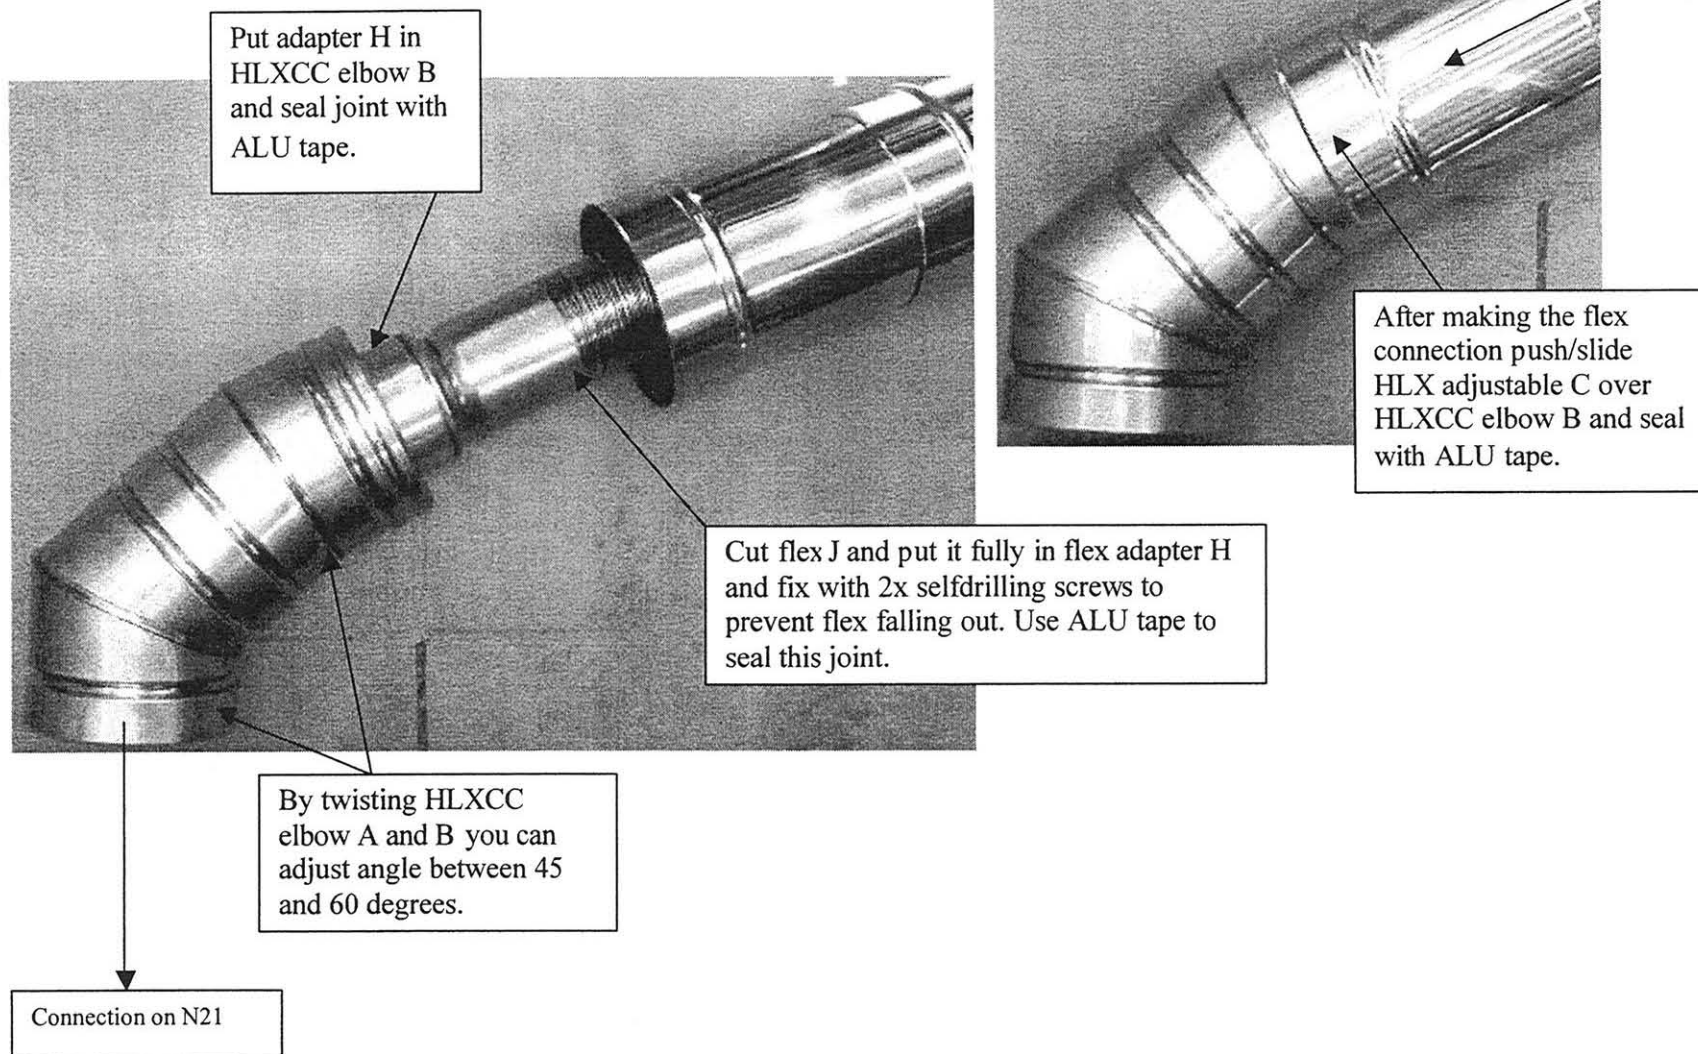 Put adapter H in
HLXCC elbow B
and seal joint with
ALU tape.
After making the flex
connection push/slide
HLX adjustable C over
HLXCC elbow B and seal
with ALU tape.
Cut flex J and put it fully in flex adapter H
and fix with 2x selfdrilling screws to
prevent flex falling out. Use ALU tape to
seal this joint.
By twisting HLXCC
elbow A and B you can
adjust angle between 45
and 60 degrees.
Connection on N21